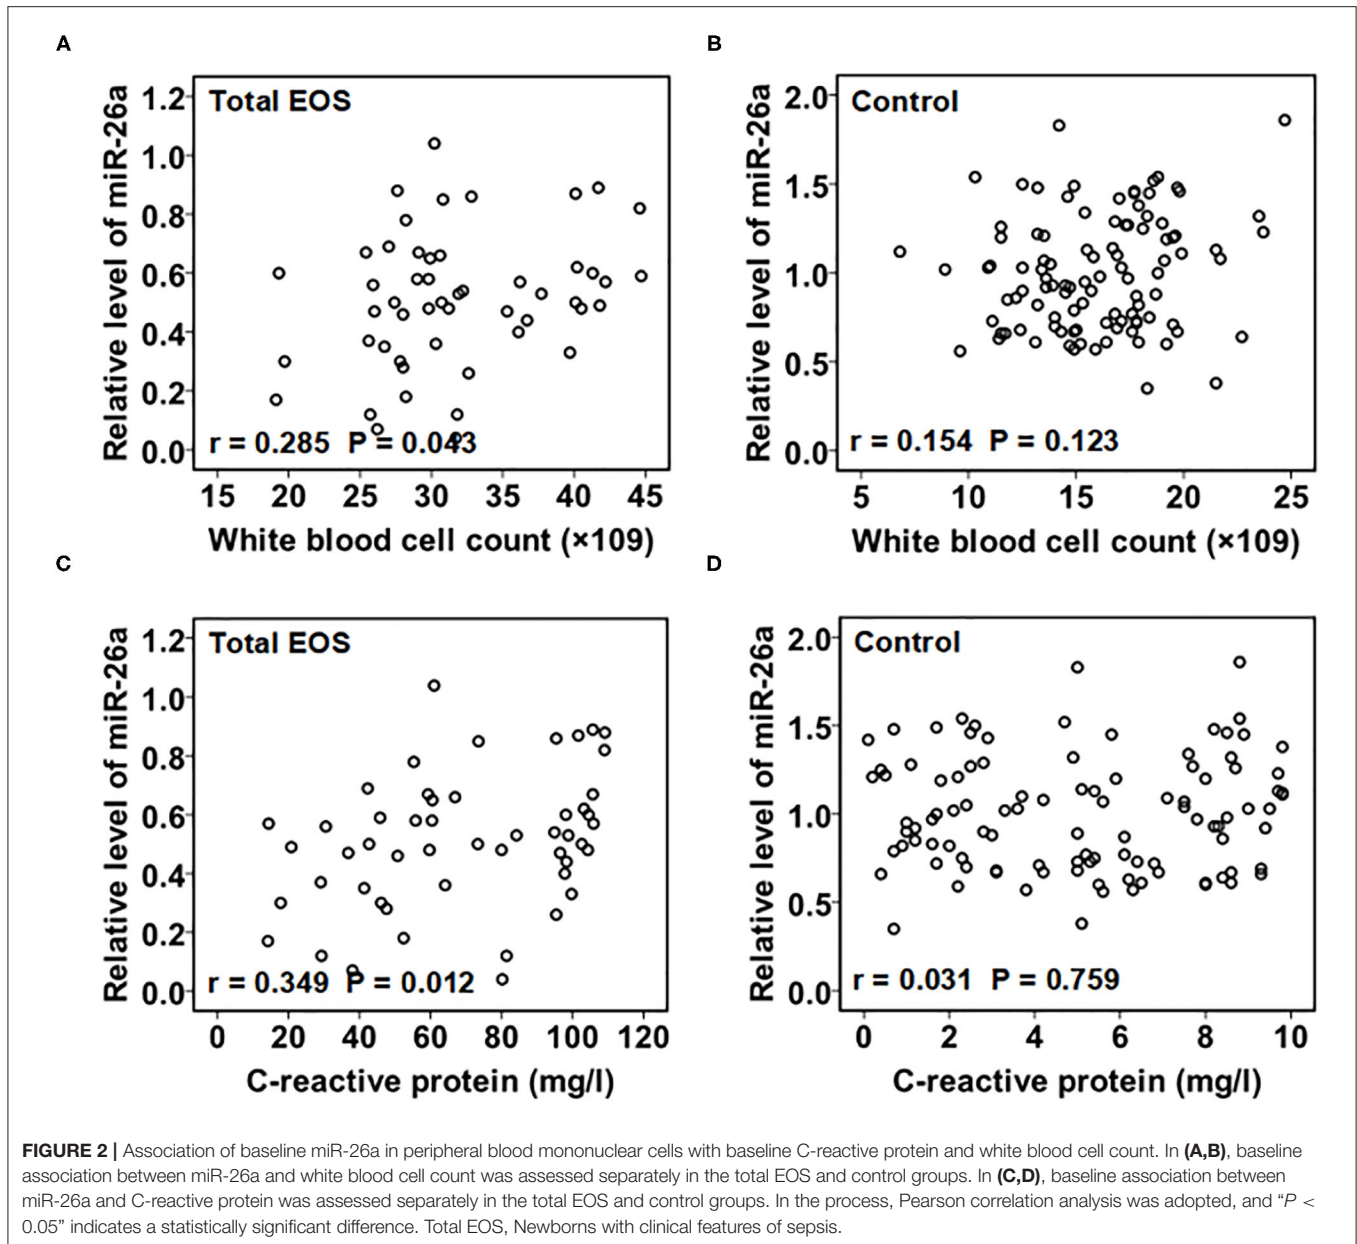 A
Relative level of miR-26a
Total EOS
1.2
1.0
0.8
0.6
0.4
0.2
0.0
r = 0.285 P = 0.043
15 20 25 30 35 40 45
White blood cell count (×109)
B
Relative level of miR-26a
Control
2.0
1.5
1.0
0.5
0.0
r = 0.154 P = 0.123
5 10 15 20 25
White blood cell count (×109)
C
Relative level of miR-26a
Total EOS
1.2
1.0
0.8
0.6
0.4
0.2
0.0
r = 0.349 P = 0.012
0 20 40 60 80 100 120
C-reactive protein (mg/l)
D
Relative level of miR-26a
Control
2.0
1.5
1.0
0.5
0.0
r = 0.031 P = 0.759
0 2 4 6 8 10
C-reactive protein (mg/l)
FIGURE 2 | Association of baseline miR-26a in peripheral blood mononuclear cells with baseline C-reactive protein and white blood cell count. In (A,B), baseline
association between miR-26a and white blood cell count was assessed separately in the total EOS and control groups. In (C,D), baseline association between
miR-26a and C-reactive protein was assessed separately in the total EOS and control groups. In the process, Pearson correlation analysis was adopted, and “P <
0.05” indicates a statistically significant difference. Total EOS, Newborns with clinical features of sepsis.